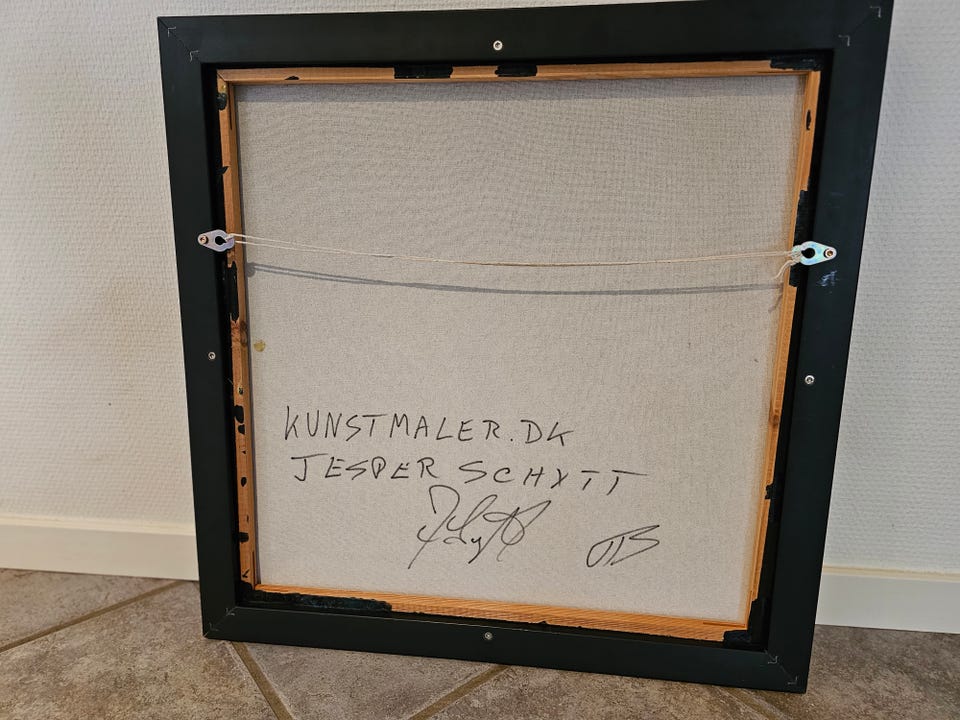 KUNSTMALER.DK
JESPER SCHYTT